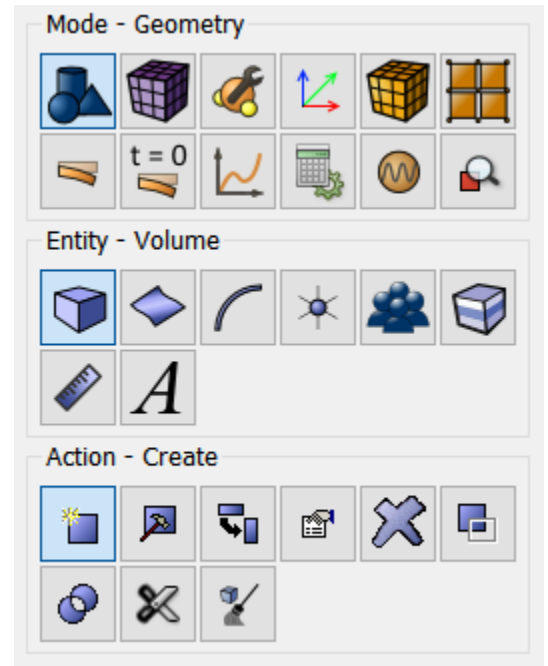 Mode - Geometry
t = 0
Entity - Volume
A
Action - Create